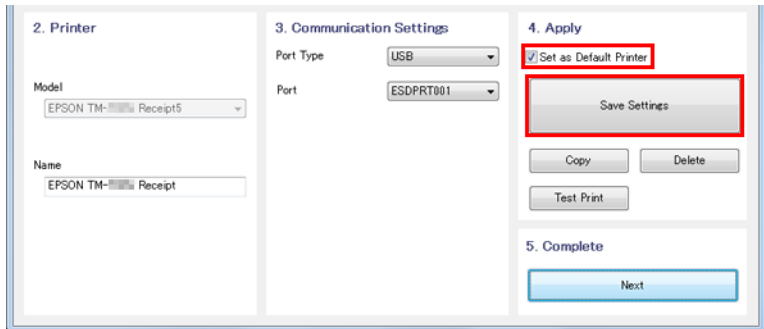 2. Printer
Model
EPSON TM- Receipt5
Name
EPSON TM- Receipt
3. Communication Settings
Port Type
USB
Port
ESDPRT001
4. Apply
Set as Default Printer
Save Settings
Copy
Delete
Test Print
5. Complete
Next